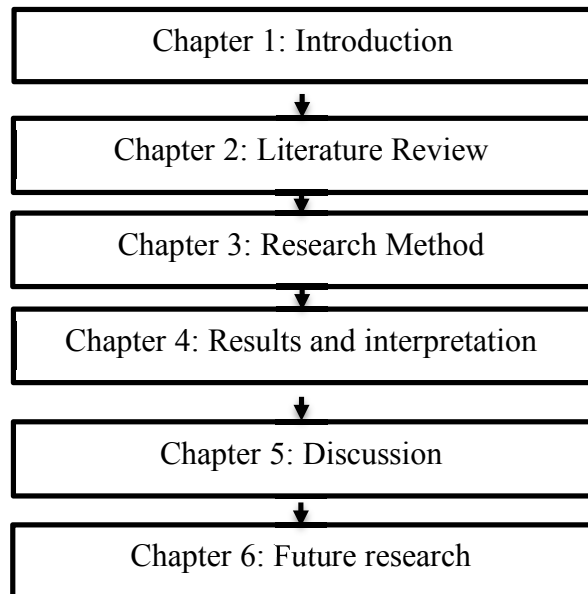 Chapter 1: Introduction
Chapter 2: Literature Review
Chapter 3: Research Method
Chapter 4: Results and interpretation
Chapter 5: Discussion
Chapter 6: Future research